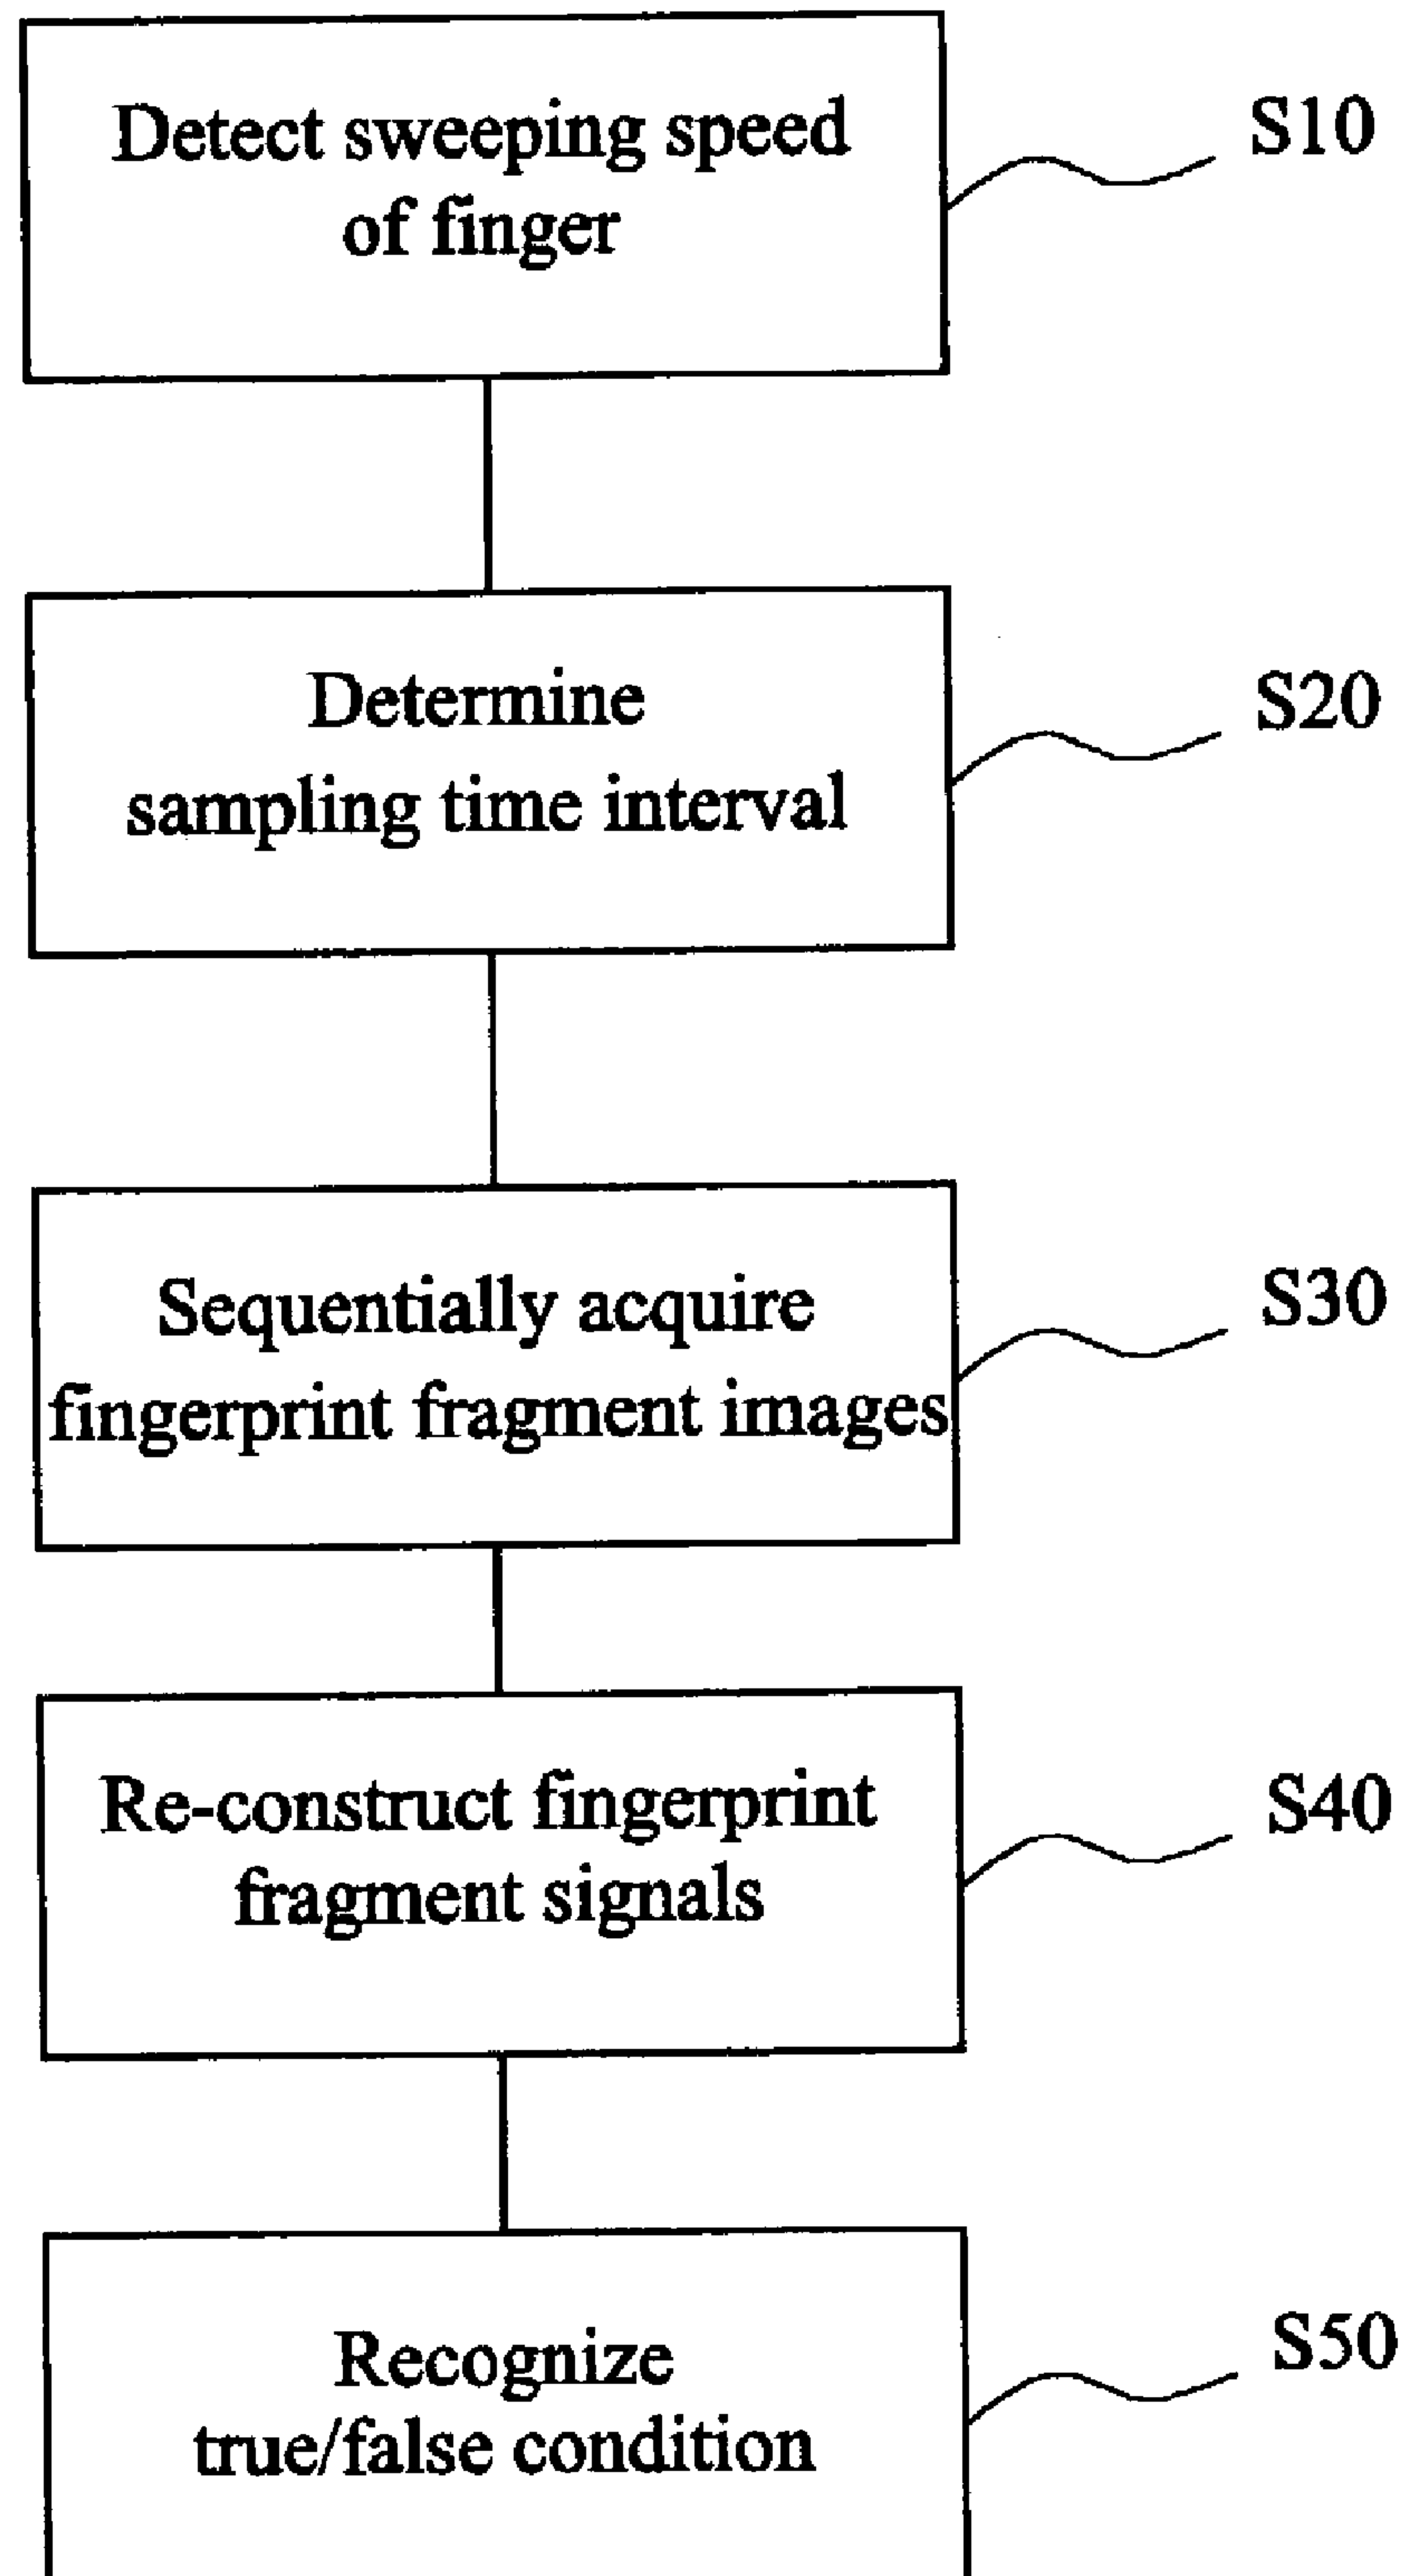 Detect sweeping speed
of finger
S10
Determine
sampling time interval
S20
Sequentially acquire
fingerprint fragment images
S30
Re-construct fingerprint
fragment signals
S40
Recognize
true/false condition
S50